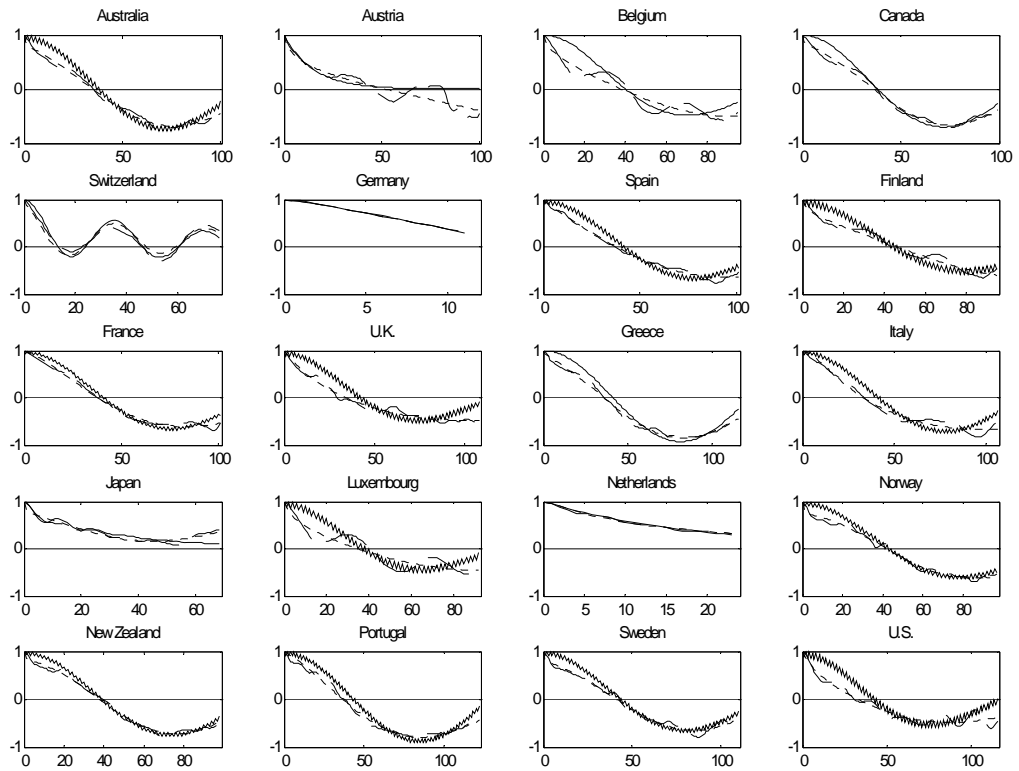 Australia Austria Belgium Canada
1 1 1 1
0 0 0 0
-1 -1 -1 -1
0 50 100 0 50 100 0 20 40 60 80 0 50 100
Switzerland Germany Spain Finland
1 1 1 1
0 0 0 0
-1 -1 -1 -1
0 20 40 60 0 5 10 0 50 100 0 20 40 60 80
France U.K. Greece Italy
1 1 1 1
0 0 0 0
-1 -1 -1 -1
0 50 100 0 50 100 0 20 40 60 80 100 0 50 100
Japan Luxembourg Netherlands Norway
1 1 1 1
0 0 0 0
-1 -1 -1 -1
0 20 40 60 0 20 40 60 80 0 5 10 15 20 0 20 40 60 80
New Zealand Portugal Sweden U.S.
1 1 1 1
0 0 0 0
-1 -1 -1 -1
0 20 40 60 80 0 50 100 0 50 100 0 50 100